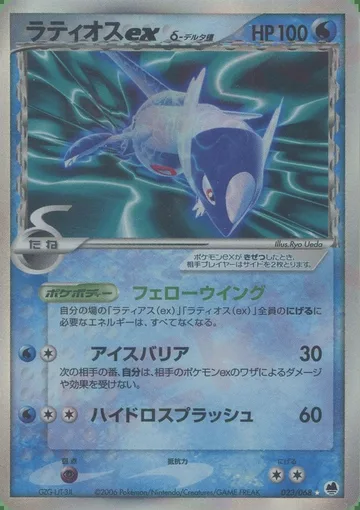 ラティオスex δ-デルタ種 HP100
δ
たね
Illus.Ryo Ueda
ポケモンexがきぜつしたとき、
相手プレイヤーはサイドを2枚とります。
ポケボディー フェローウイング
自分の場の「ラティアス(ex)」「ラティオス(ex)」全員のにげるに
必要なエネルギーは、すべてなくなる。
アイスバリア 30
次の相手の番、自分は、相手のポケモンexのワザによるダメージや
効果を受けない。
ハイドロスプラッシュ 60
弱点 抵抗力 にげる
023/068
©2006 Pokémon/Nintendo/Creatures/GAME FREAK